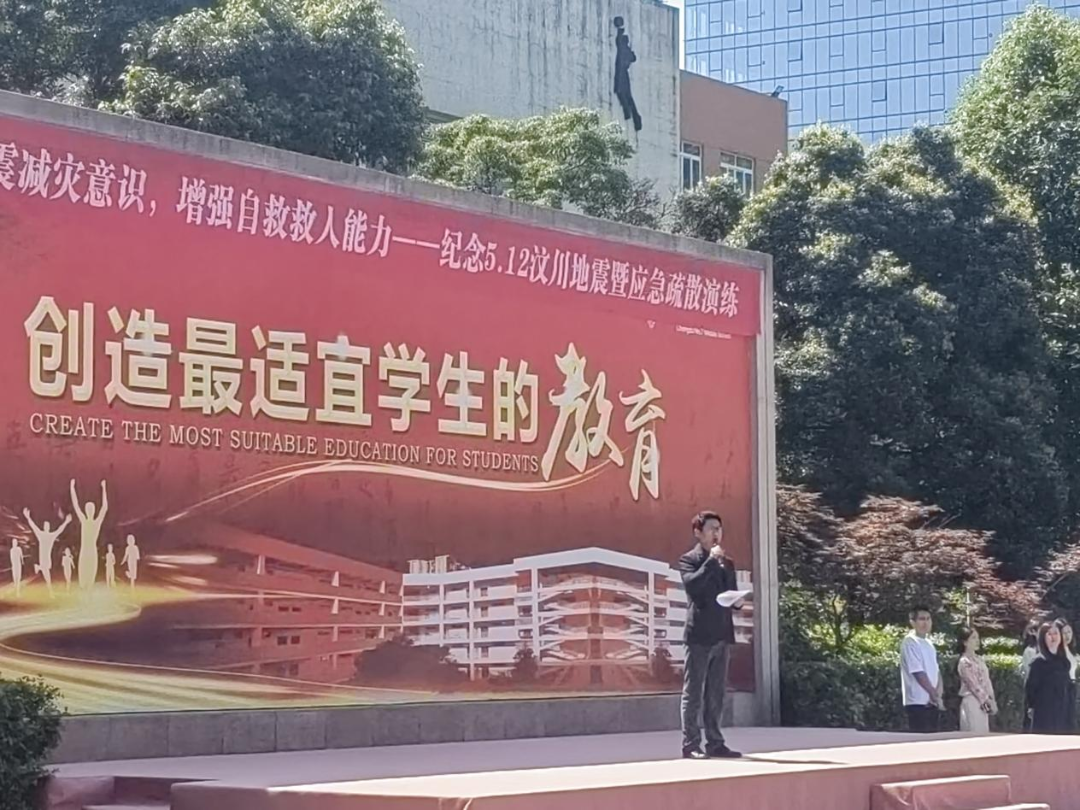 震减灾意识，增强自救救人能力——纪念5.12汶川地震暨应急疏散演练
创造最适宜学生的教育
CREATE THE MOST SUITABLE EDUCATION FOR STUDENTS